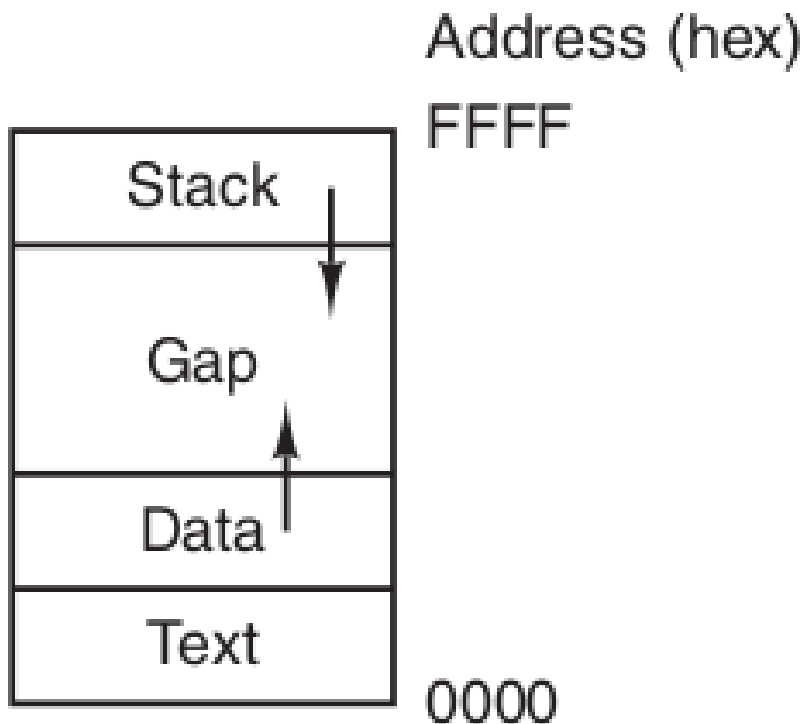 Address (hex)
FFFF
Stack
Gap
Data
Text
0000